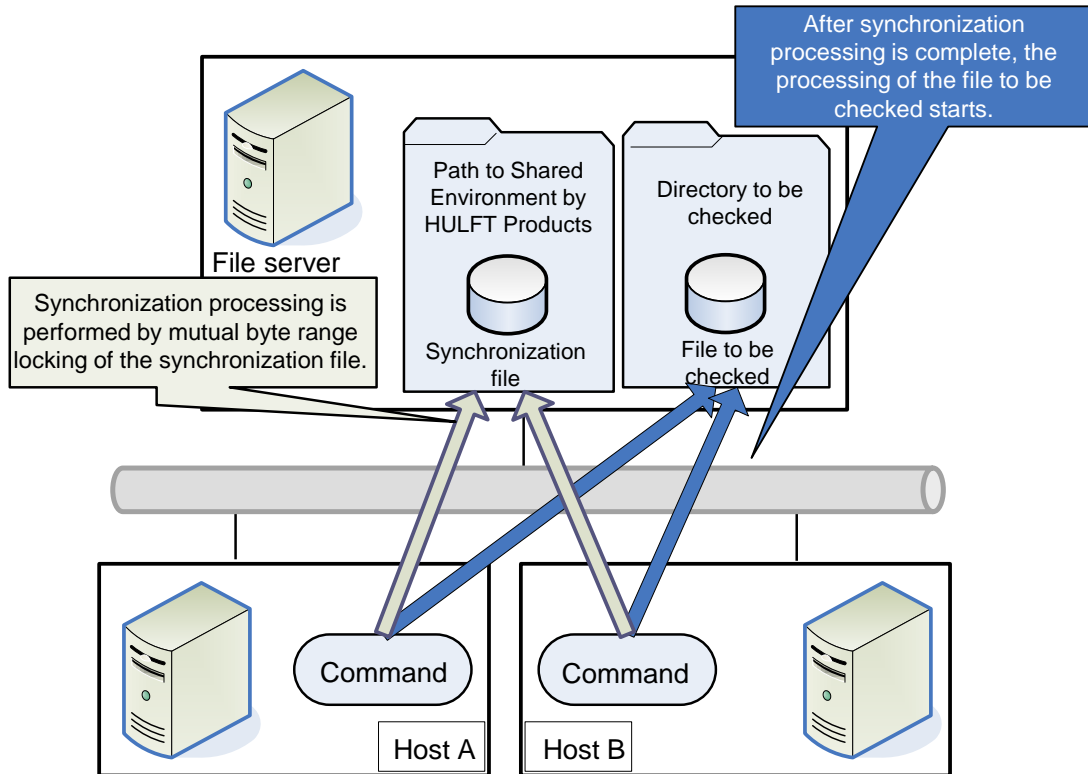 After synchronization
processing is complete, the
processing of the file to be
checked starts.
Path to Shared
Environment by
HULFT Products
Directory to be
checked
File server
Synchronization processing is
performed by mutual byte range
locking of the synchronization file.
Synchronization
file
File to be
checked
Command
Command
Host A
Host B